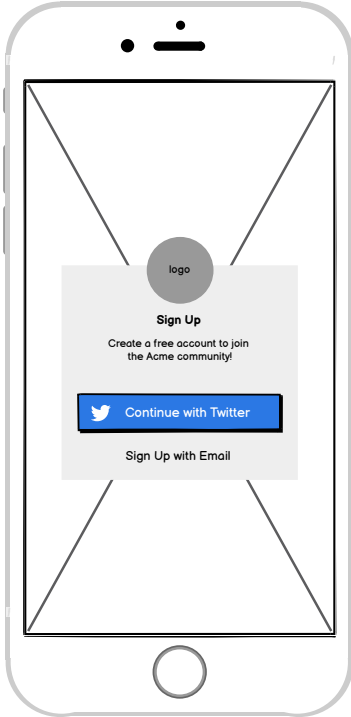 logo
Sign Up
Create a free account to join
the Acme community!
Continue with Twitter
Sign Up with Email